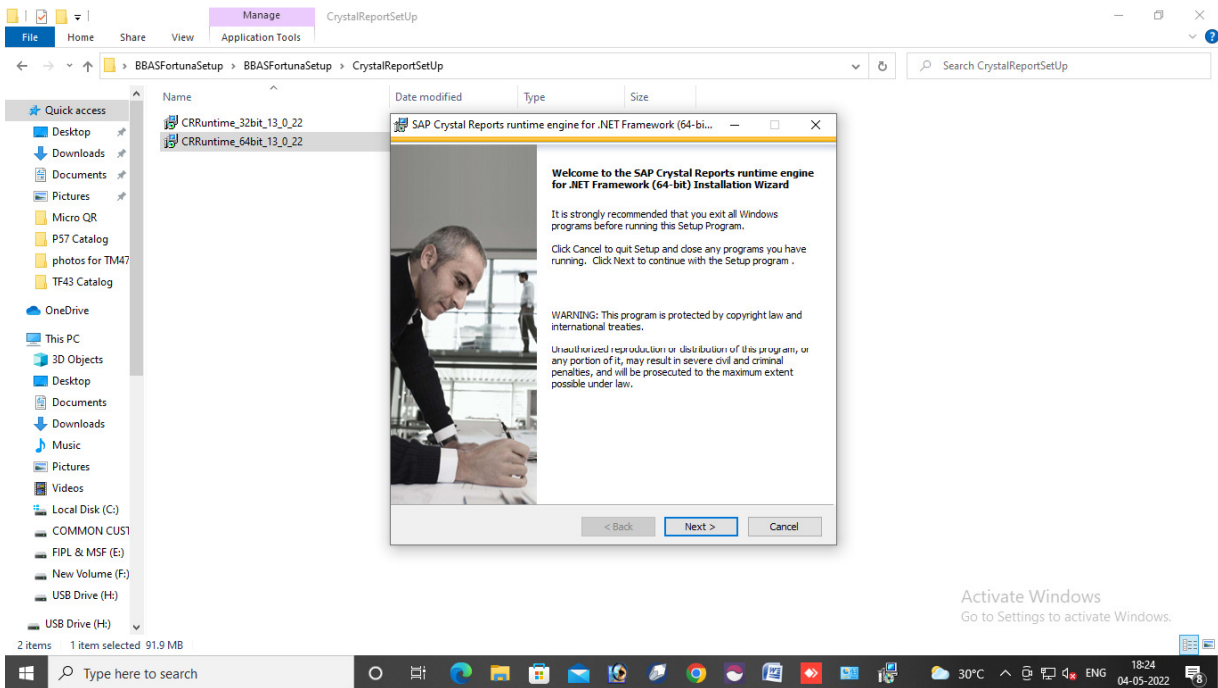 Manage
CrystalReportSetUp
File
Home
Share
View
Application Tools
BBASFortunaSetup > BBASFortunaSetup > CrystalReportSetUp
Search CrystalReportSetUp
Name
Date modified
Type
Size
Quick access
Desktop
Downloads
Documents
Pictures
Micro QR
P57 Catalog
photos for TM47
TF43 Catalog
OneDrive
This PC
3D Objects
Desktop
Documents
Downloads
Music
Pictures
Videos
Local Disk (C:)
COMMON CUST
FIPL & MSF (E:)
New Volume (F:)
USB Drive (H:)
USB Drive (H:)
CRRuntime_32bit_13_0_22
CRRuntime_64bit_13_0_22
SAP Crystal Reports runtime engine for .NET Framework (64-bi...
Welcome to the SAP Crystal Reports runtime engine
for .NET Framework (64-bit) Installation Wizard
It is strongly recommended that you exit all Windows
programs before running this Setup Program.
Click Cancel to quit Setup and close any programs you have
running. Click Next to continue with the Setup program .
WARNING: This program is protected by copyright law and
international treaties.
Unauthorized reproduction or distribution of this program, or
any portion of it, may result in severe civil and criminal
penalties, and will be prosecuted to the maximum extent
possible under law.
< Back
Next >
Cancel
Activate Windows
Go to Settings to activate Windows.
2 items
1 item selected 91.9 MB
Type here to search
30°C
ENG
18:24
04-05-2022
8